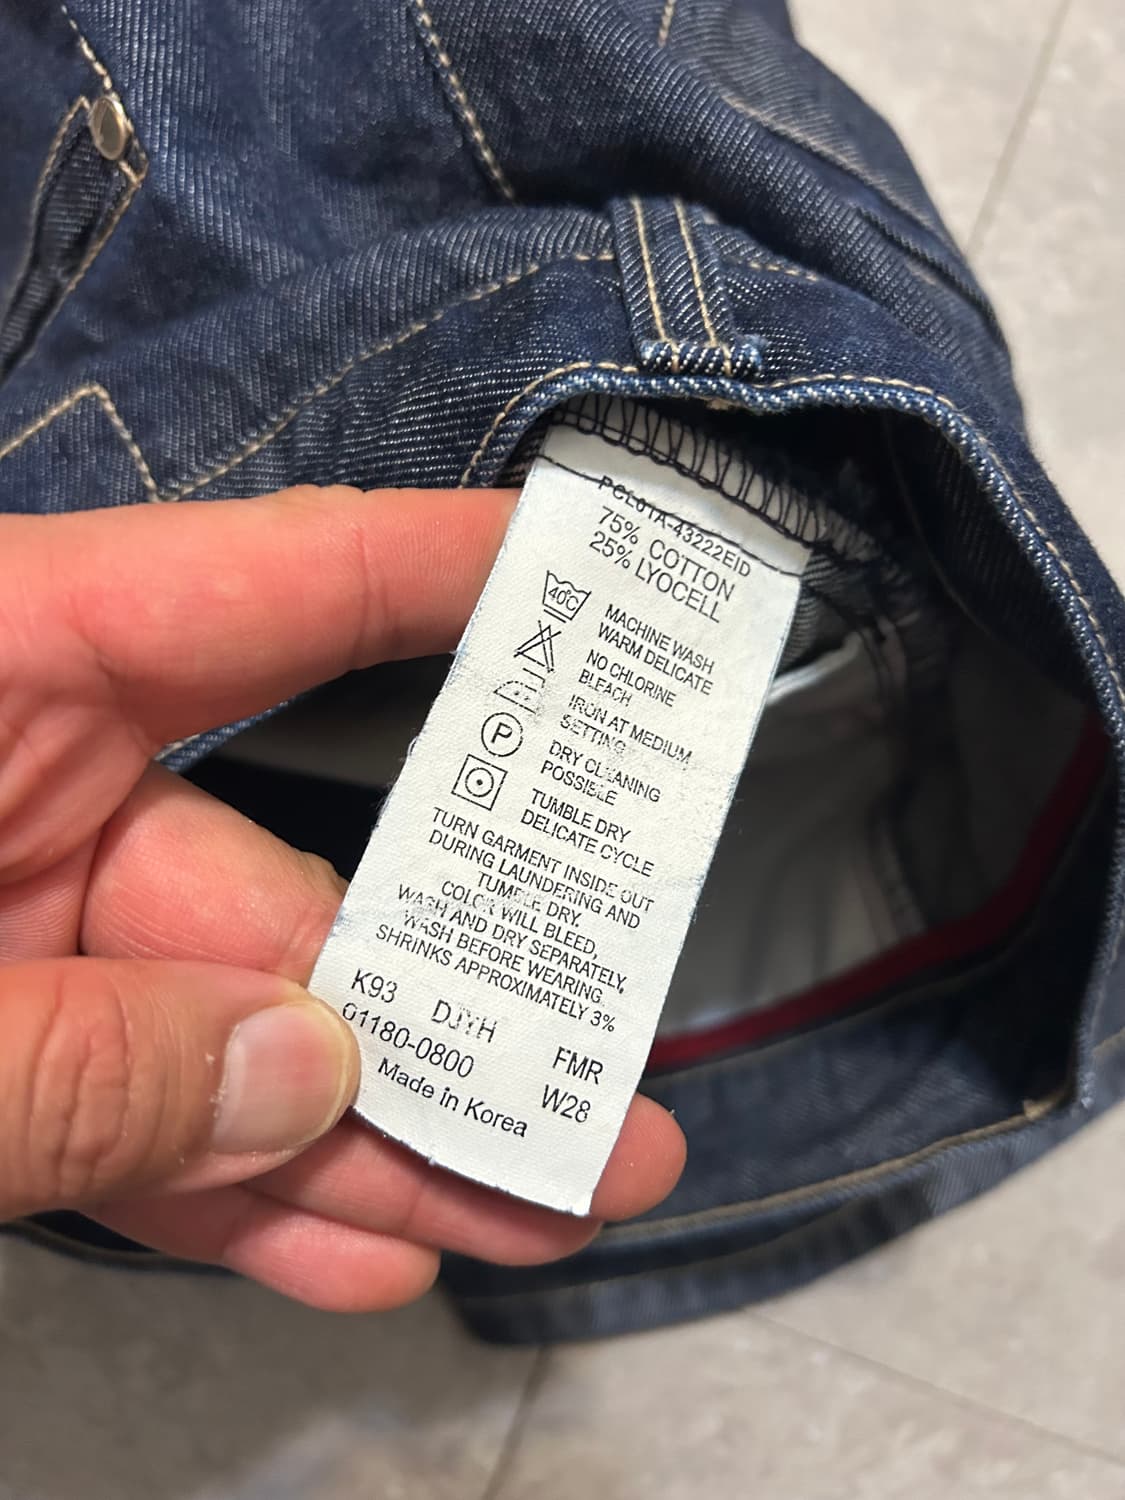 PCL01A-43222EID
75% COTTON
25% LYOCELL
40°C
MACHINE WASH
WARM DELICATE
NO CHLORINE
BLEACH
IRON AT MEDIUM
SETTING
P
DRY CLEANING
POSSIBLE
TUMBLE DRY
DELICATE CYCLE
TURN GARMENT INSIDE OUT
DURING LAUNDERING AND
TUMBLE DRY.
COLOR WILL BLEED,
WASH AND DRY SEPARATELY,
WASH BEFORE WEARING.
SHRINKS APPROXIMATELY 3%
K93 DJYH FMR
01180-0800 W28
Made in Korea